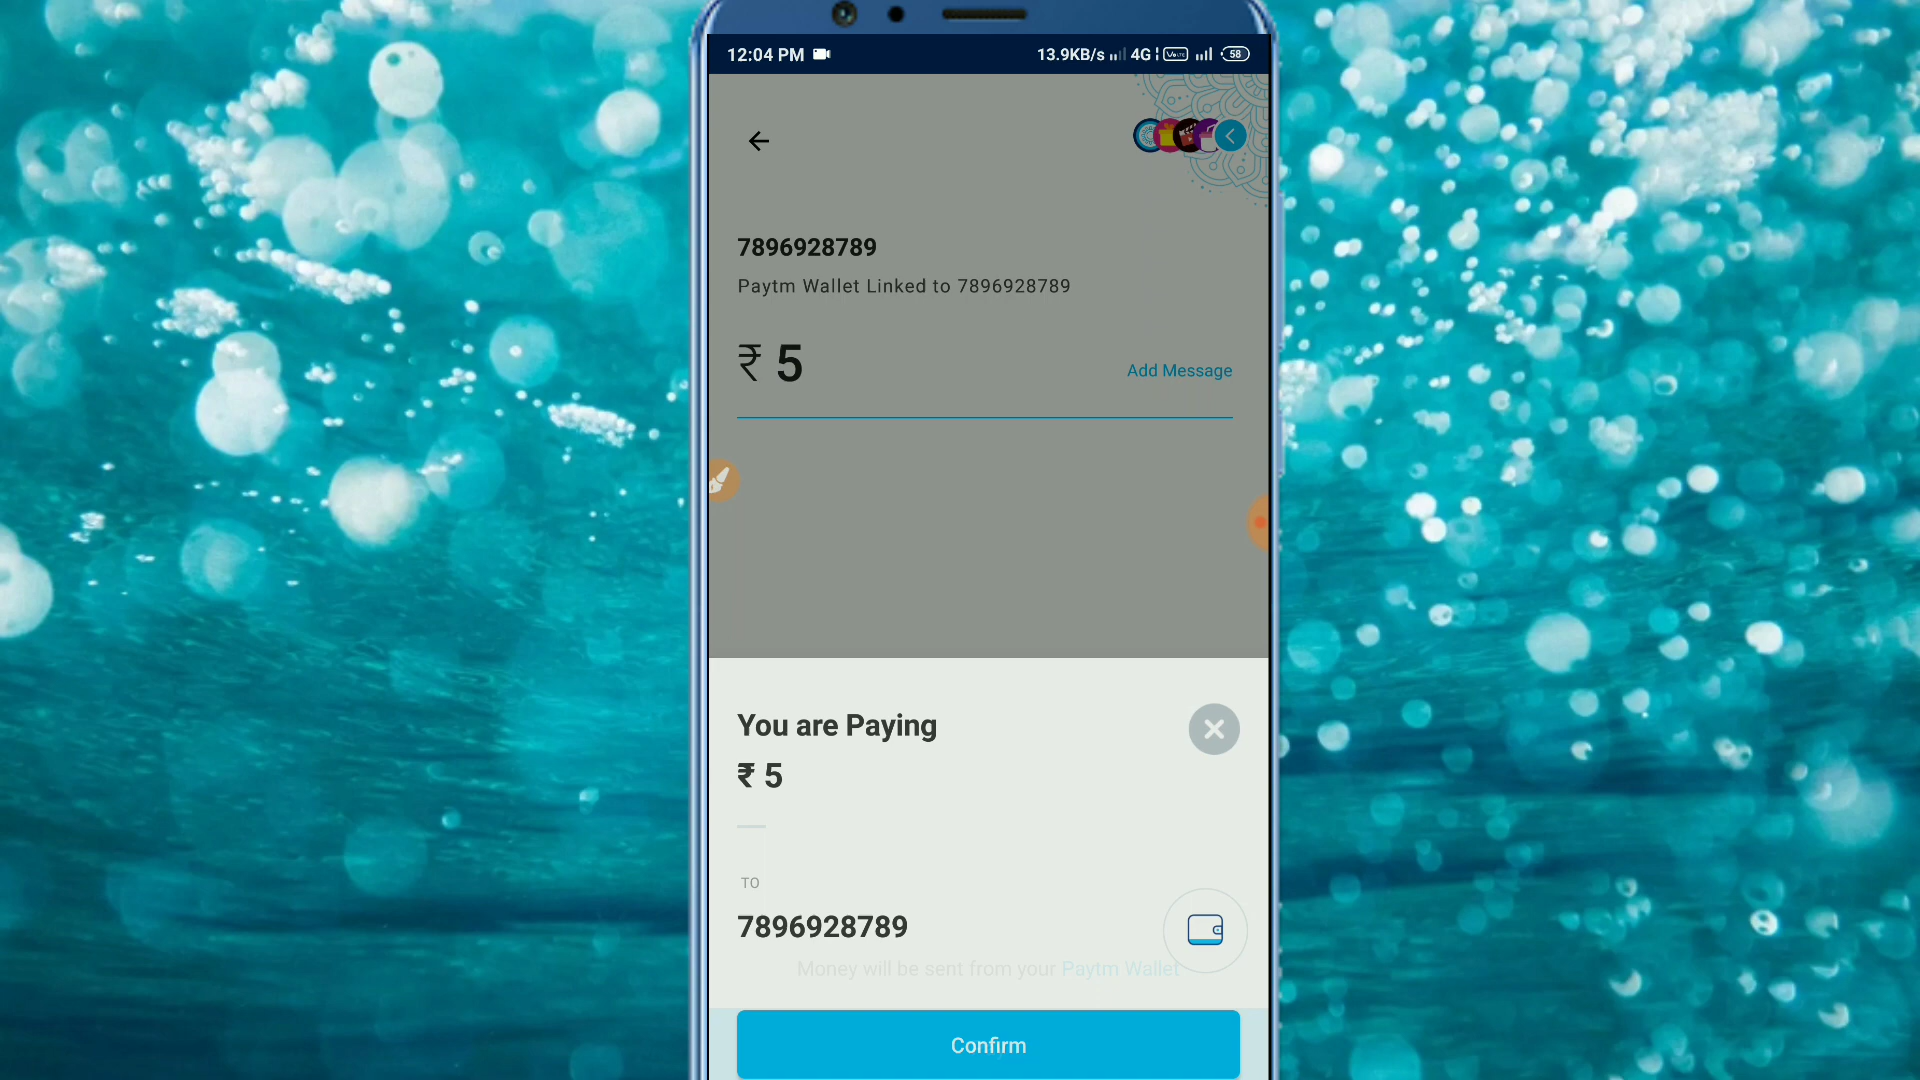 12:04 PM 13.9KB/s 4G VoLTE 58
7896928789
Paytm Wallet Linked to 7896928789
₹ 5
Add Message
You are Paying
₹ 5
TO
7896928789
Money will be sent from your Paytm Wallet
Confirm